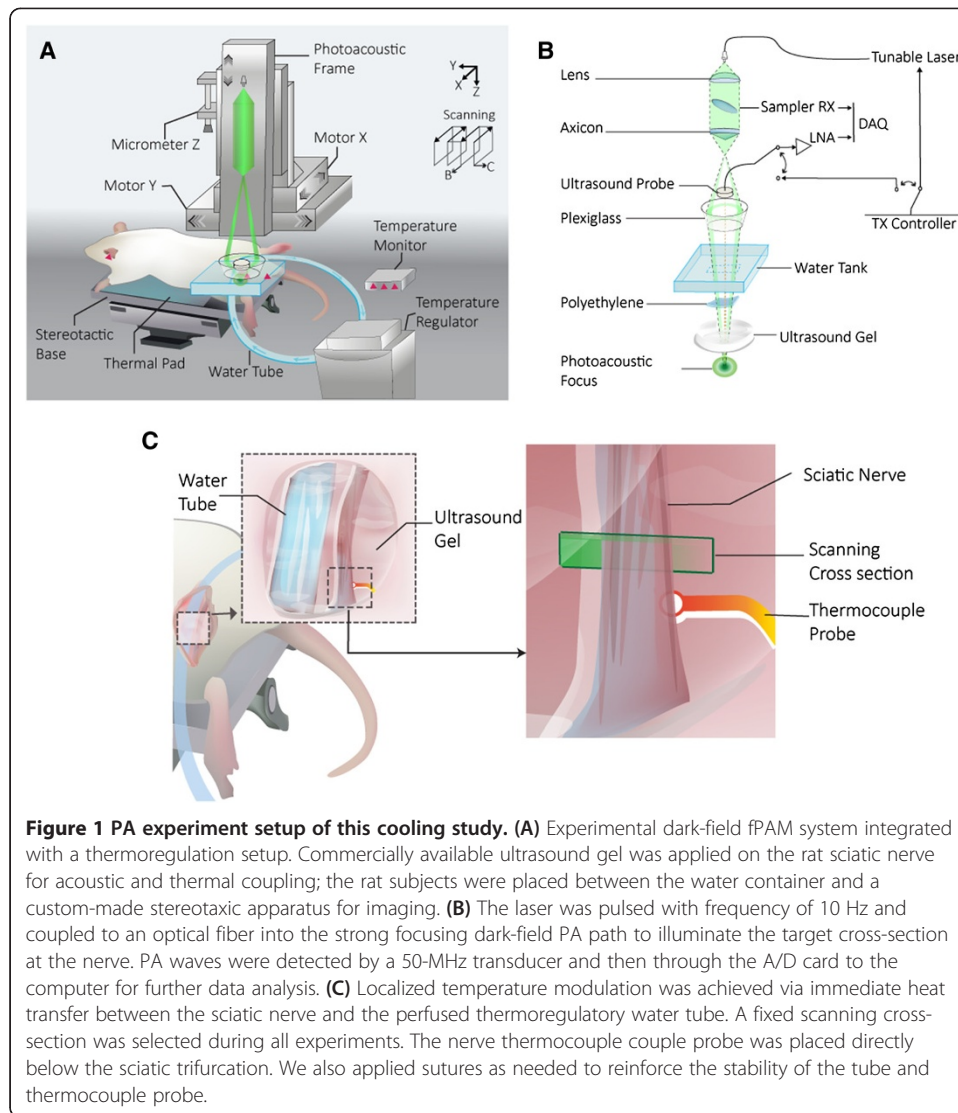 A
Photoacoustic
Frame
Y
X
Z
Scanning
B
C
Micrometer Z
Motor X
Motor Y
Temperature
Monitor
Stereotactic
Base
Thermal Pad
Water Tube
Temperature
Regulator
B
Tunable Laser
Lens
Sampler RX
DAQ
Axicon
LNA
Ultrasound Probe
Plexiglass
TX Controller
Water Tank
Polyethylene
Ultrasound Gel
Photoacoustic
Focus
C
Water
Tube
Ultrasound
Gel
Sciatic Nerve
Scanning
Cross section
Thermocouple
Probe
Figure 1 PA experiment setup of this cooling study. (A) Experimental dark-field fPAM system integrated
with a thermoregulation setup. Commercially available ultrasound gel was applied on the rat sciatic nerve
for acoustic and thermal coupling; the rat subjects were placed between the water container and a
custom-made stereotaxic apparatus for imaging. (B) The laser was pulsed with frequency of 10 Hz and
coupled to an optical fiber into the strong focusing dark-field PA path to illuminate the target cross-section
at the nerve. PA waves were detected by a 50-MHz transducer and then through the A/D card to the
computer for further data analysis. (C) Localized temperature modulation was achieved via immediate heat
transfer between the sciatic nerve and the perfused thermoregulatory water tube. A fixed scanning cross-
section was selected during all experiments. The nerve thermocouple couple probe was placed directly
below the sciatic trifurcation. We also applied sutures as needed to reinforce the stability of the tube and
thermocouple probe.